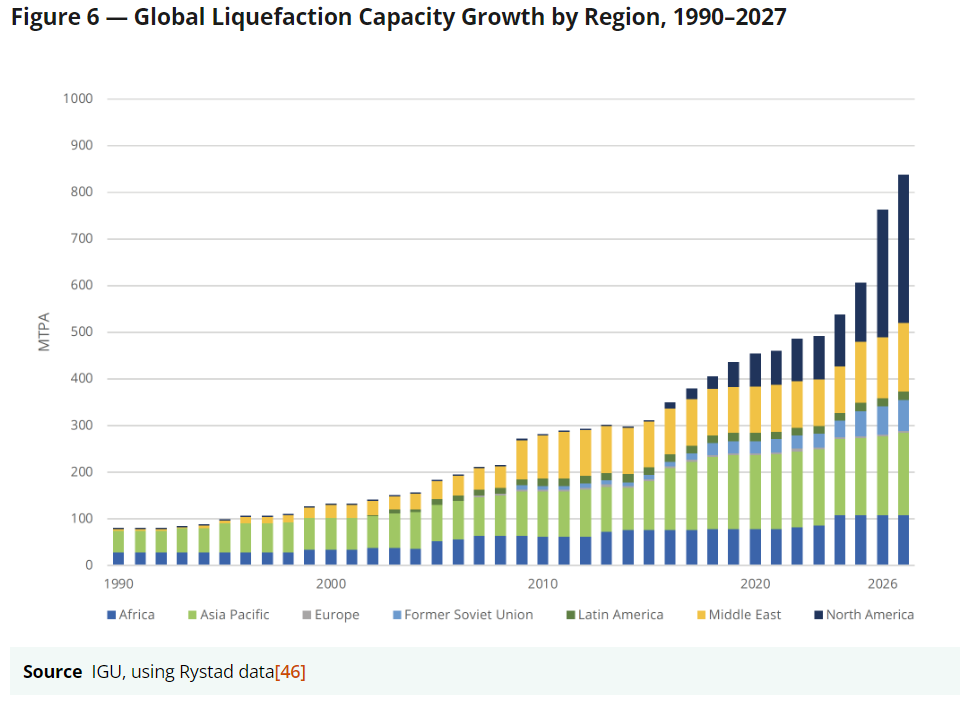 Figure 6 — Global Liquefaction Capacity Growth by Region, 1990–2027
1000
900
800
700
600
500
400
300
200
100
0
MTPA
1990 2000 2010 2020 2026
Africa Asia Pacific Europe Former Soviet Union Latin America Middle East North America
Source IGU, using Rystad data[46]